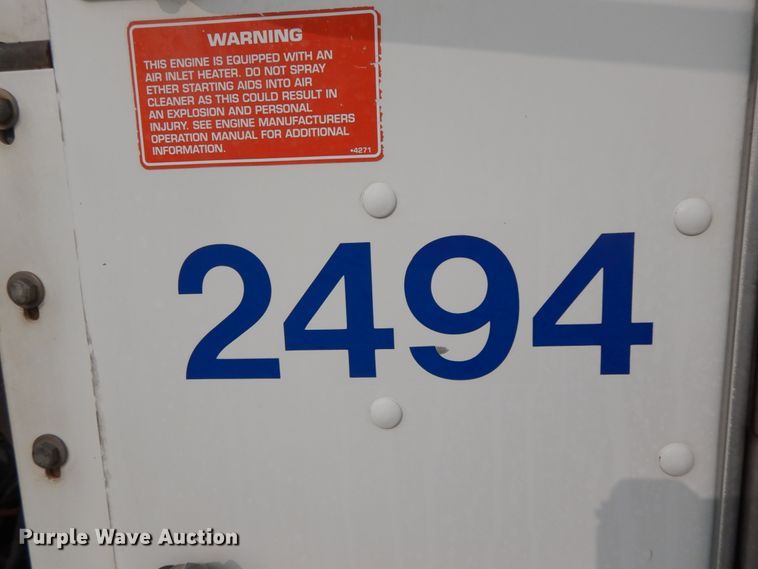 WARNING
THIS ENGINE IS EQUIPPED WITH AN
AIR INLET HEATER. DO NOT SPRAY
ETHER STARTING AIDS INTO AIR
CLEANER AS THIS COULD RESULT IN
AN EXPLOSION AND PERSONAL
INJURY. SEE ENGINE MANUFACTURERS
OPERATION MANUAL FOR ADDITIONAL
INFORMATION. •4271
2494
Purple Wave Auction